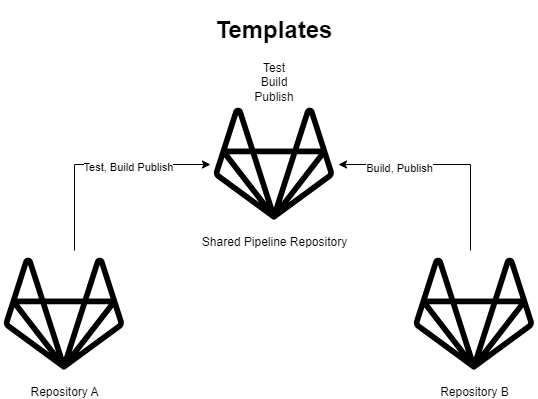 Templates
Test
Build
Publish
Test, Build Publish
Build, Publish
Shared Pipeline Repository
Repository A
Repository B